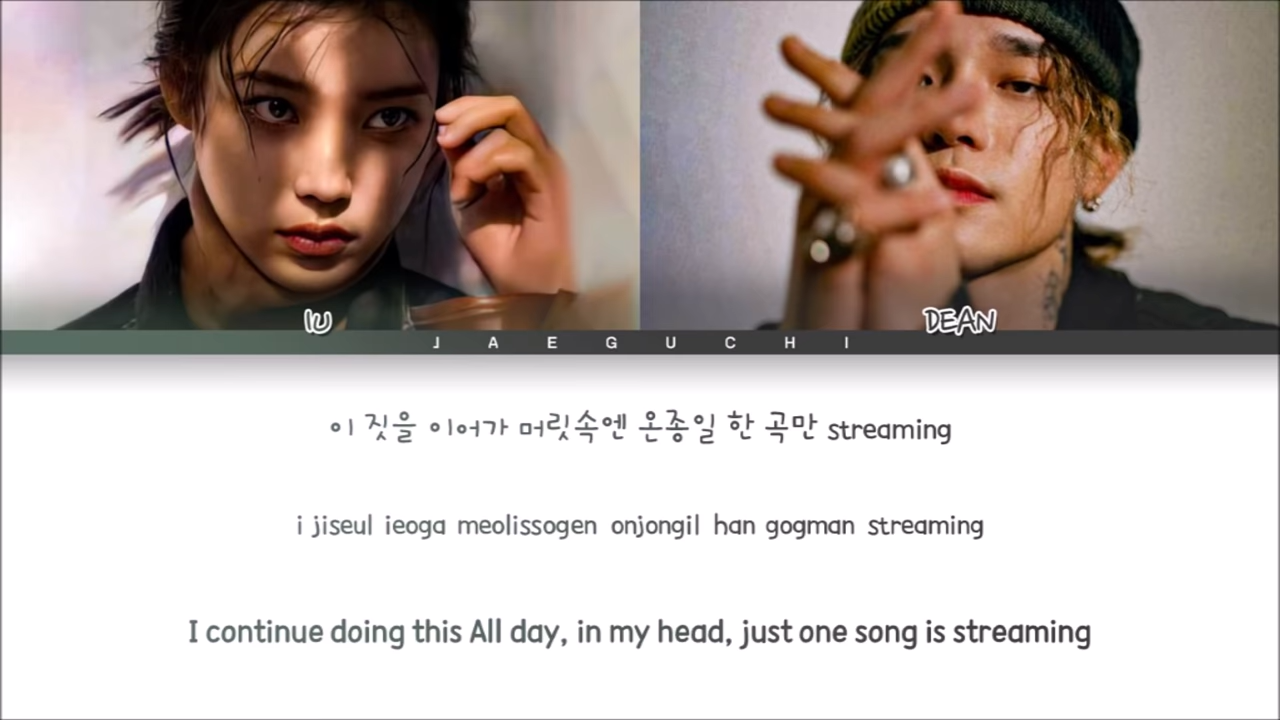 IU
DEAN
JAEGUCHI
이 짓을 이어가 머릿속엔 온종일 한 곡만 streaming
i jiseul ieoga meolissogen onjongil han gogman streaming
I continue doing this All day, in my head, just one song is streaming